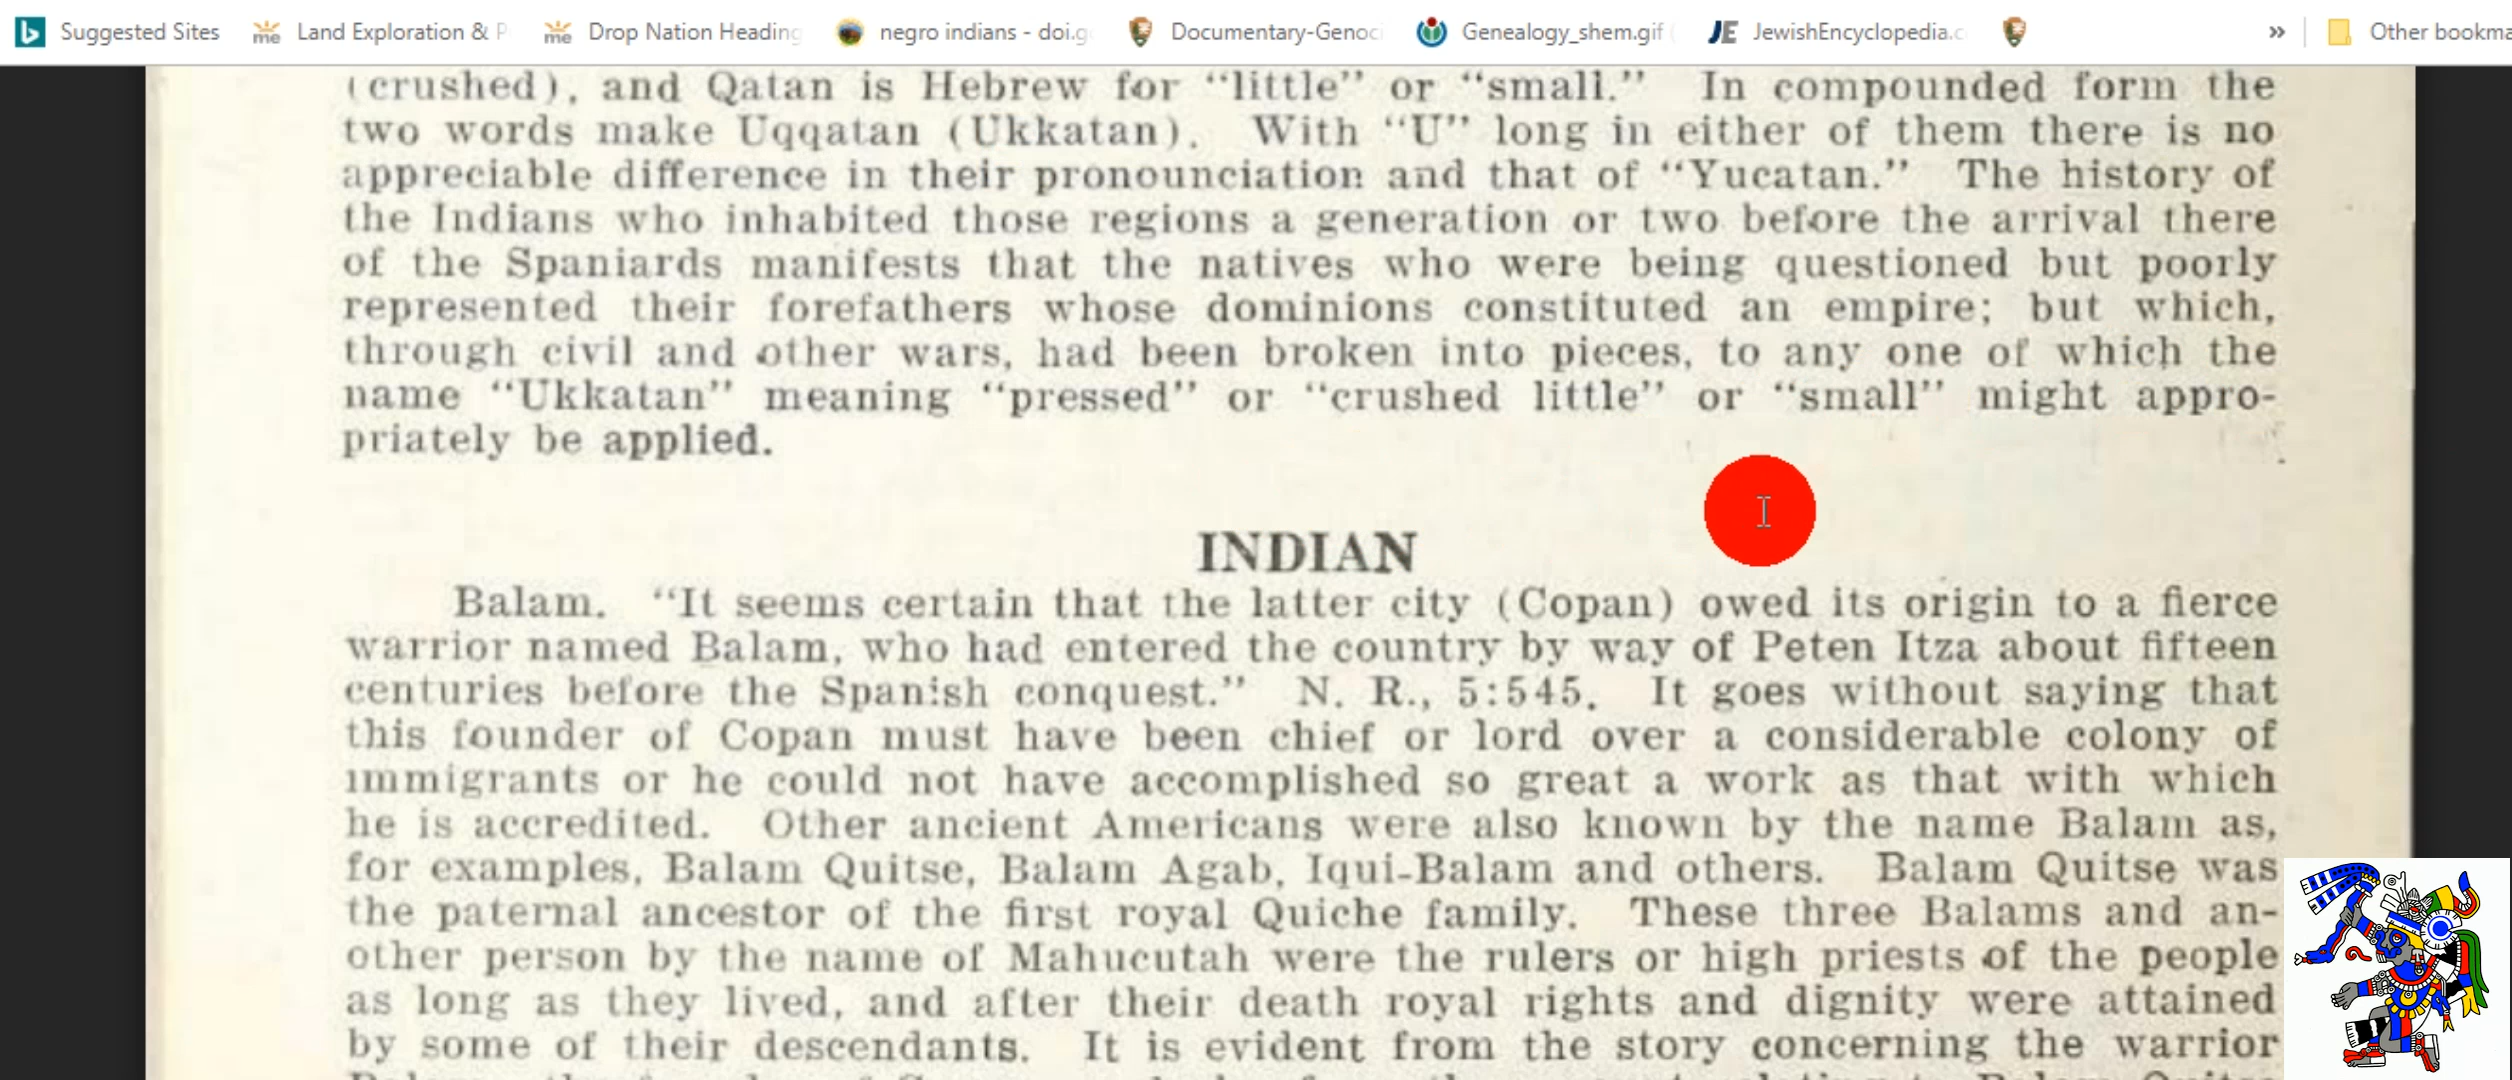 Suggested Sites Land Exploration & P Drop Nation Heading negro indians - doi.g Documentary-Genoc Genealogy_shem.gif ( JewishEncyclopedia.c » Other bookma
(crushed), and Qatan is Hebrew for “little” or “small.” In compounded form the
two words make Uqqatan (Ukkatan). With “U” long in either of them there is no
appreciable difference in their pronounciation and that of “Yucatan.” The history of
the Indians who inhabited those regions a generation or two before the arrival there
of the Spaniards manifests that the natives who were being questioned but poorly
represented their forefathers whose dominions constituted an empire; but which,
through civil and other wars, had been broken into pieces, to any one of which the
name “Ukkatan” meaning “pressed” or “crushed little” or “small” might appro-
priately be applied.
INDIAN
Balam. “It seems certain that the latter city (Copan) owed its origin to a fierce
warrior named Balam, who had entered the country by way of Peten Itza about fifteen
centuries before the Spanish conquest.” N. R., 5:545. It goes without saying that
this founder of Copan must have been chief or lord over a considerable colony of
immigrants or he could not have accomplished so great a work as that with which
he is accredited. Other ancient Americans were also known by the name Balam as,
for examples, Balam Quitse, Balam Agab, Iqui-Balam and others. Balam Quitse was
the paternal ancestor of the first royal Quiche family. These three Balams and an-
other person by the name of Mahucutah were the rulers or high priests of the people
as long as they lived, and after their death royal rights and dignity were attained
by some of their descendants. It is evident from the story concerning the warrior